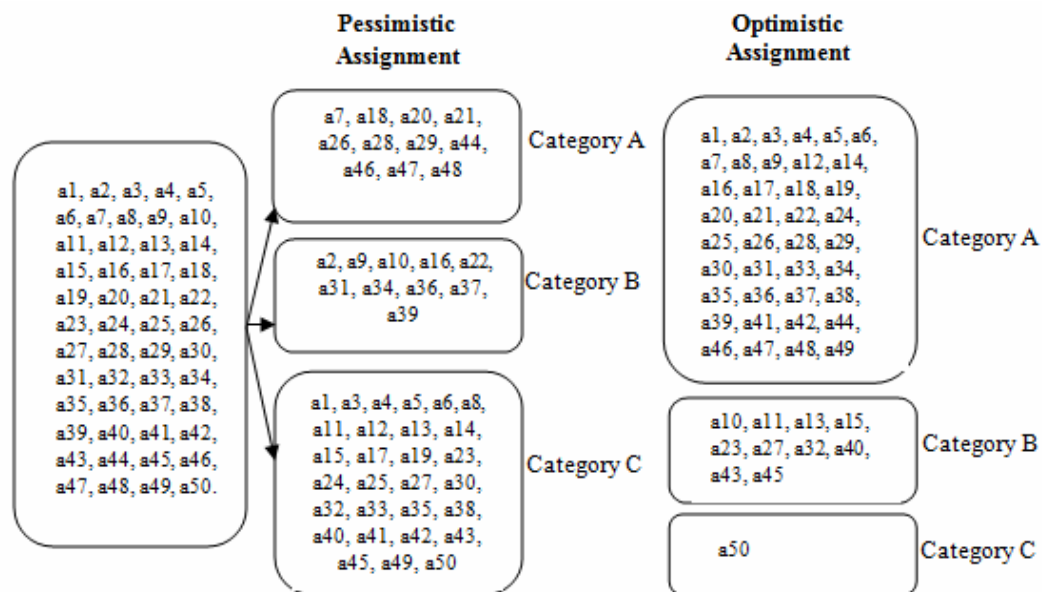 Pessimistic
Assignment
Optimistic
Assignment
a1, a2, a3, a4, a5,
a6, a7, a8, a9, a10,
a11, a12, a13, a14,
a15, a16, a17, a18,
a19, a20, a21, a22,
a23, a24, a25, a26,
a27, a28, a29, a30,
a31, a32, a33, a34,
a35, a36, a37, a38,
a39, a40, a41, a42,
a43, a44, a45, a46,
a47, a48, a49, a50.
a7, a18, a20, a21,
a26, a28, a29, a44,
a46, a47, a48
Category A
a2, a9, a10, a16, a22,
a31, a34, a36, a37,
a39
Category B
a1, a3, a4, a5, a6,a8,
a11, a12, a13, a14,
a15, a17, a19, a23,
a24, a25, a27, a30,
a32, a33, a35, a38,
a40, a41, a42, a43,
a45, a49, a50
Category C
a1, a2, a3, a4, a5,a6,
a7, a8, a9, a12, a14,
a16, a17, a18, a19,
a20, a21, a22, a24,
a25, a26, a28, a29,
a30, a31, a33, a34,
a35, a36, a37, a38,
a39, a41, a42, a44,
a46, a47, a48, a49
Category A
a10, a11, a13, a15,
a23, a27, a32, a40,
a43, a45
Category B
a50
Category C